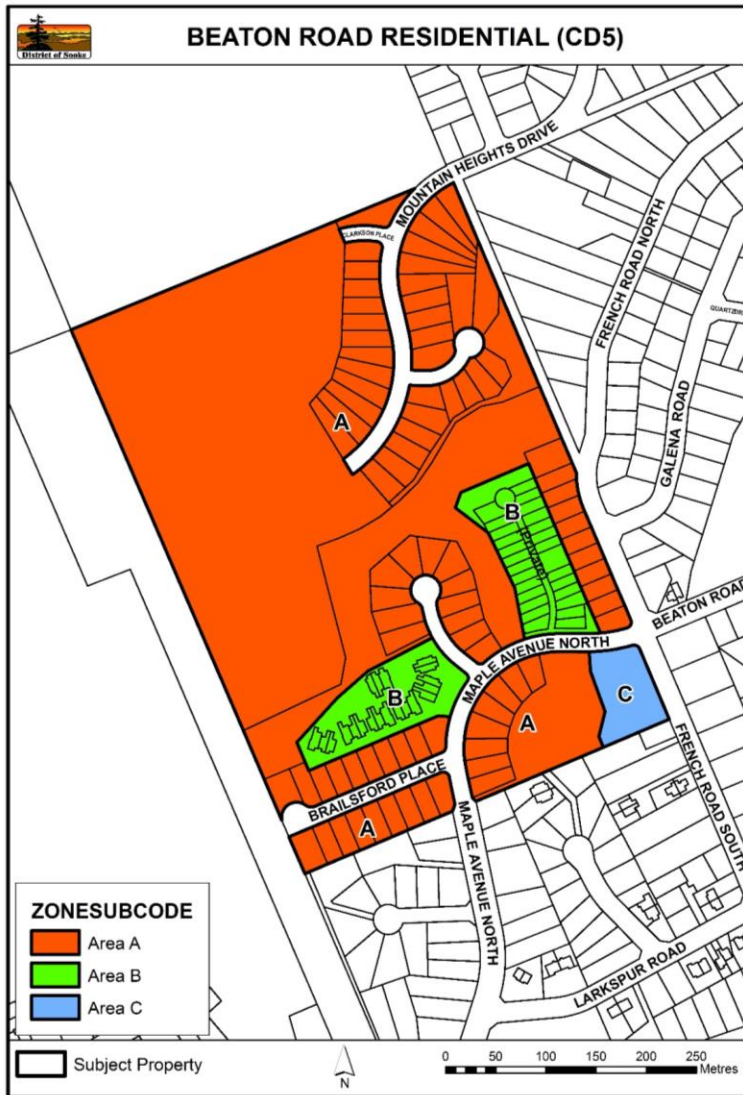 District of Sooke
BEATON ROAD RESIDENTIAL (CD5)
MOUNTAIN HEIGHTS DRIVE
CLARKSON PLACE
FRENCH ROAD NORTH
GALENA ROAD
A
B
(Private)
BEATON ROAD
MAPLE AVENUE NORTH
B
C
A
BRAILSFORD PLACE
A
MAPLE AVENUE NORTH
FRENCH ROAD SOUTH
LARKSPUR ROAD
ZONESUBCODE
Area A
Area B
Area C
Subject Property
N
0 50 100 150 200 250
Metres